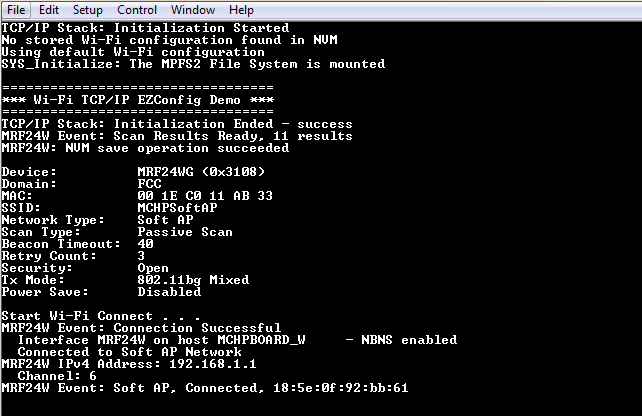 File Edit Setup Control Window Help
TCP/IP Stack: Initialization Started
No stored Wi-Fi configuration found in NVM
Using default Wi-Fi configuration
SYS_Initialize: The MPFS2 File System is mounted
==================================
*** Wi-Fi TCP/IP EZConfig Demo ***
==================================
TCP/IP Stack: Initialization Ended - success
MRF24W Event: Scan Results Ready, 11 results
MRF24W: NVM save operation succeeded
Device: MRF24WG (0x3108)
Domain: FCC
MAC: 00 1E C0 11 AB 33
SSID: MCHPSoftAP
Network Type: Soft AP
Scan Type: Passive Scan
Beacon Timeout: 40
Retry Count: 3
Security: Open
Tx Mode: 802.11bg Mixed
Power Save: Disabled
Start Wi-Fi Connect . . .
MRF24W Event: Connection Successful
Interface MRF24W on host MCHPBOARD_W - NBNS enabled
Connected to Soft AP Network
MRF24W IPv4 Address: 192.168.1.1
Channel: 6
MRF24W Event: Soft AP, Connected, 18:5e:0f:92:bb:61